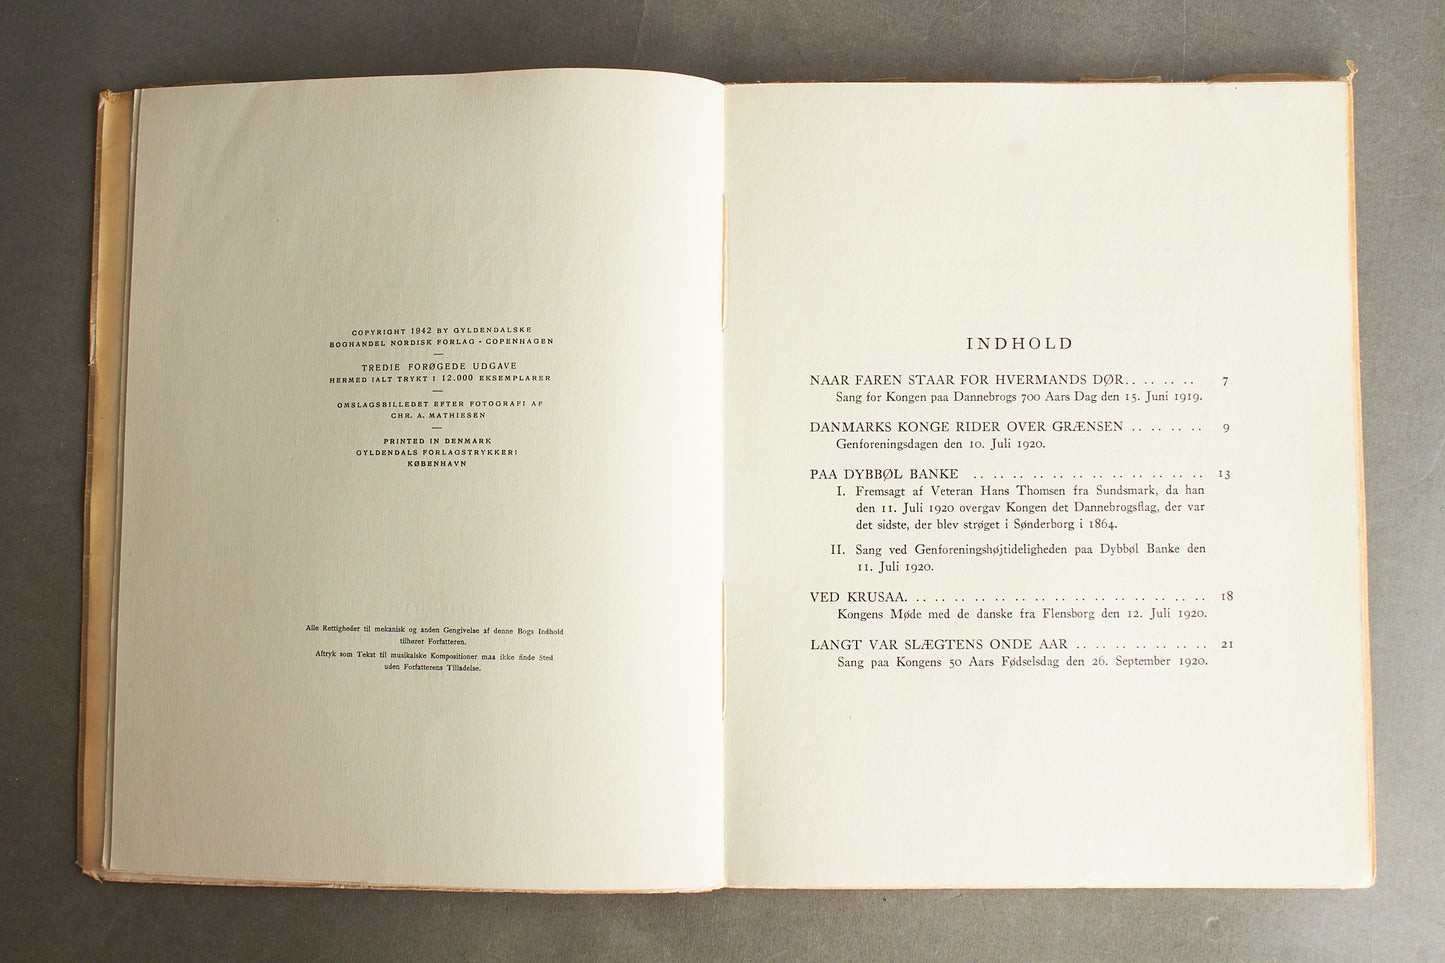 COPYRIGHT 1942 BY GYLDENDALSKE
BOGHANDEL NORDISK FORLAG - COPENHAGEN
—
TREDIE FORØGEDE UDGAVE
HERMED IALT TRYKT I 12.000 EKSEMPLARER
—
OMSLAGSBILLEDET EFTER FOTOGRAFI AF
CHR. A. MATHIESEN
—
PRINTED IN DENMARK
GYLDENDALS FORLAGSTRYKKERI
KØBENHAVN
Alle Rettigheder til mekanisk og anden Gengivelse af denne Bogs Indhold
tilhører Forfatteren.
Aftryk som Tekst til musikalske Kompositioner maa ikke finde Sted
uden Forfatterens Tilladelse.
INDHOLD
NAAR FAREN STAAR FOR HVERMANDS DØR.. .. .. .. 7
Sang for Kongen paa Dannebrogs 700 Aars Dag den 15. Juni 1919.
DANMARKS KONGE RIDER OVER GRÆNSEN .. .. .. .. 9
Genforeningsdagen den 10. Juli 1920.
PAA DYBBØL BANKE .. .. .. .. .. .. .. .. .. .. .. .. 13
I. Fremsagt af Veteran Hans Thomsen fra Sundsmark, da han
den 11. Juli 1920 overgav Kongen det Dannebrogsflag, der var
det sidste, der blev strøget i Sønderborg i 1864.
II. Sang ved Genforeningshøjtideligheden paa Dybbøl Banke den
11. Juli 1920.
VED KRUSAA. .. .. .. .. .. .. .. .. .. .. .. .. .. .. .. 18
Kongens Møde med de danske fra Flensborg den 12. Juli 1920.
LANGT VAR SLÆGTENS ONDE AAR .. .. .. .. .. .. .. 21
Sang paa Kongens 50 Aars Fødselsdag den 26. September 1920.